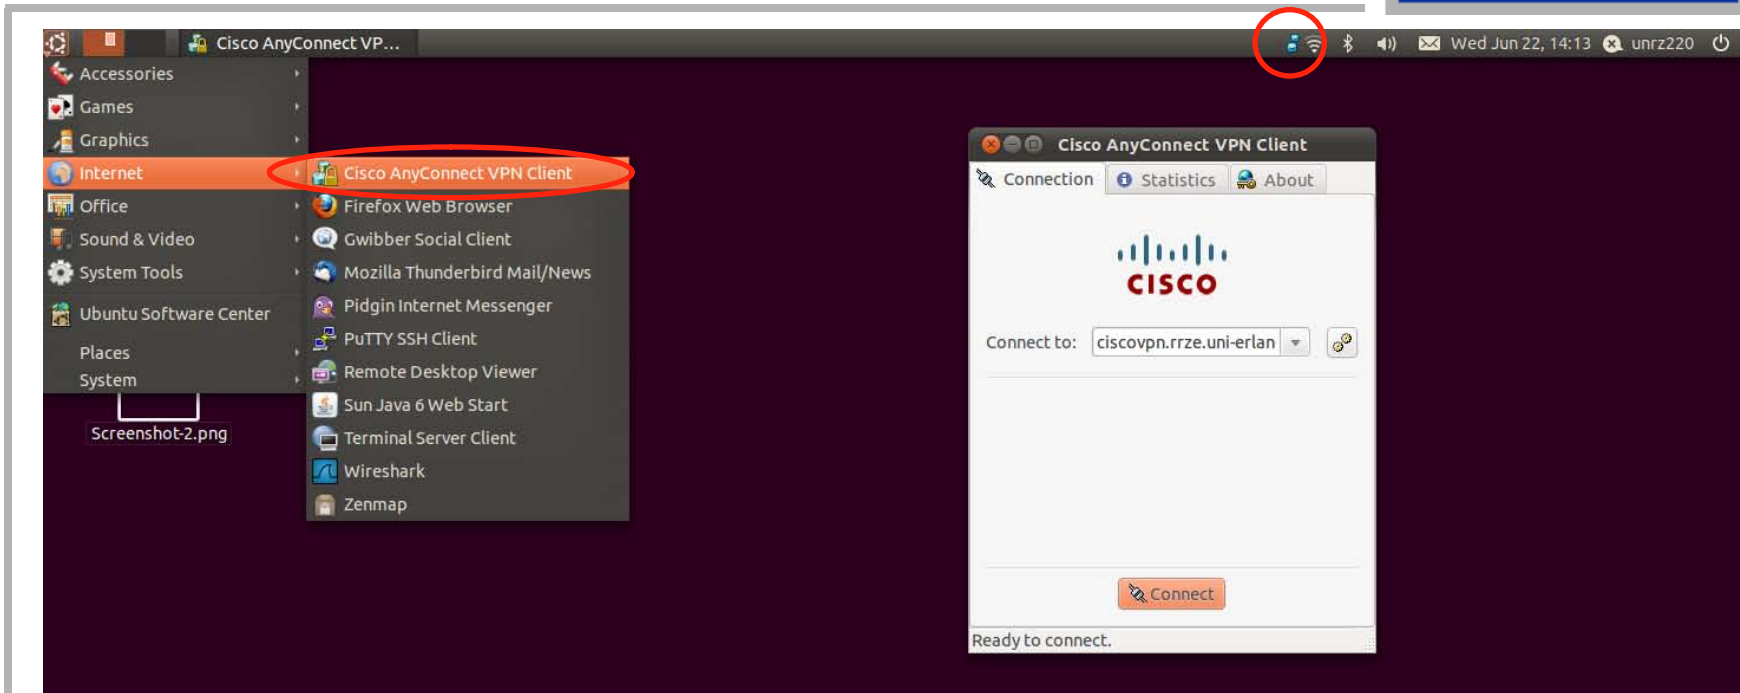 Cisco AnyConnect VP...
Wed Jun 22, 14:13
unrz220
Accessories
Games
Graphics
Internet
Office
Sound & Video
System Tools
Ubuntu Software Center
Places
System
Cisco AnyConnect VPN Client
Firefox Web Browser
Gwibber Social Client
Mozilla Thunderbird Mail/News
Pidgin Internet Messenger
PuTTY SSH Client
Remote Desktop Viewer
Sun Java 6 Web Start
Terminal Server Client
Wireshark
Zenmap
Screenshot-2.png
Cisco AnyConnect VPN Client
Connection
Statistics
About
CISCO
Connect to: ciscovpn.rrze.uni-erlan
Connect
Ready to connect.